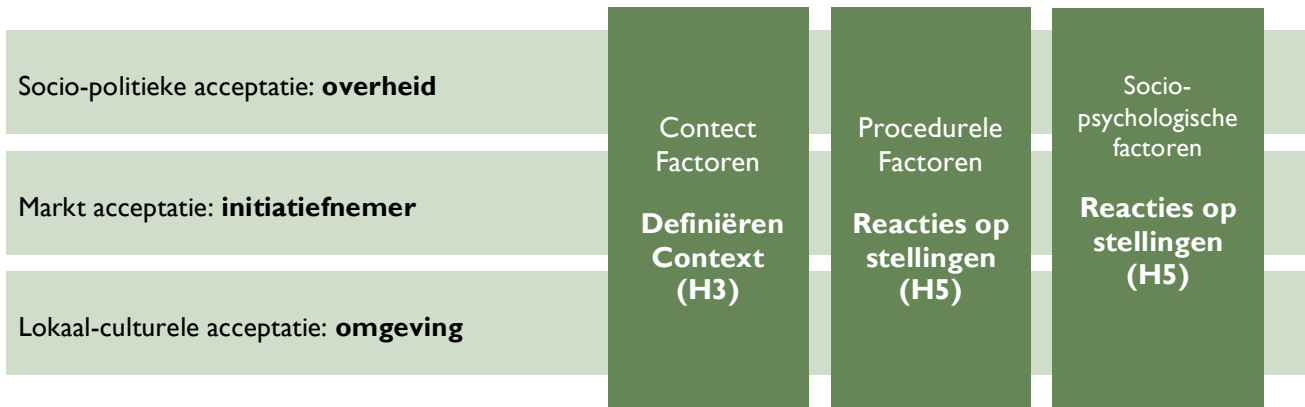 Socio-politieke acceptatie: overheid
Markt acceptatie: initiatiefnemer
Lokaal-culturele acceptatie: omgeving
Contect
Factoren
Definiëren
Context
(H3)
Procedurele
Factoren
Reacties op
stellingen
(H5)
Socio-
psychologische
factoren
Reacties op
stellingen
(H5)